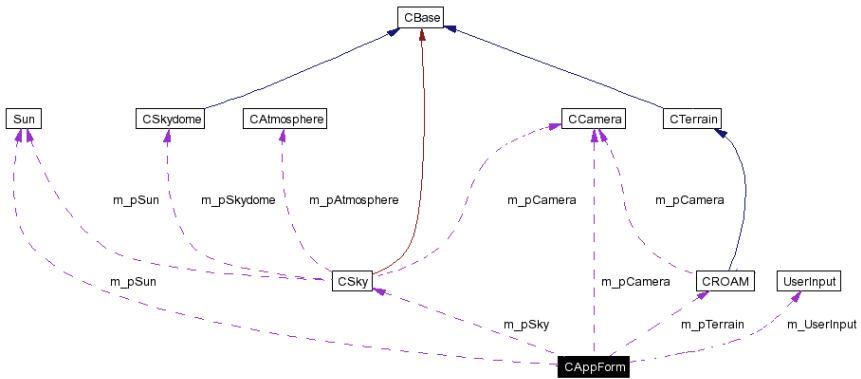 CBase
Sun
CSkydome
CAtmosphere
CCamera
CTerrain
m_pSun
m_pSkydome
m_pAtmosphere
m_pCamera
m_pCamera
m_pSun
CSky
m_pCamera
CROAM
UserInput
m_pSky
m_pTerrain
m_UserInput
CAppForm